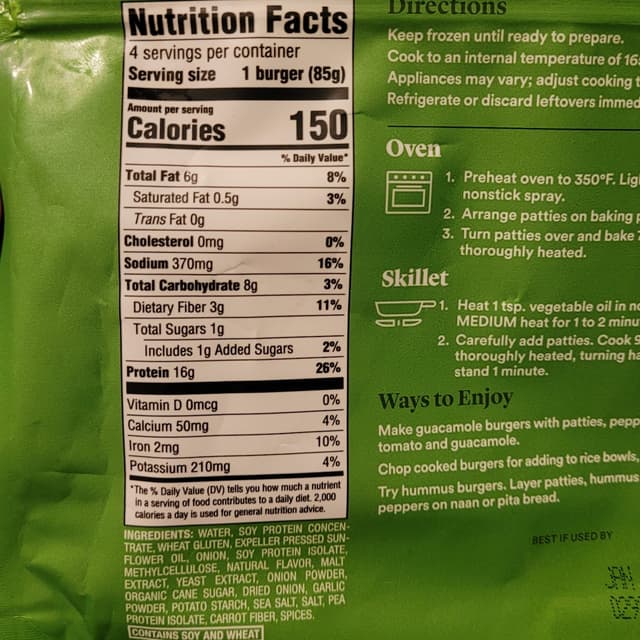 Nutrition Facts
4 servings per container
Serving size 1 burger (85g)
Amount per serving
Calories 150
% Daily Value*
Total Fat 6g 8%
Saturated Fat 0.5g 3%
Trans Fat 0g
Cholesterol 0mg 0%
Sodium 370mg 16%
Total Carbohydrate 8g 3%
Dietary Fiber 3g 11%
Total Sugars 1g
Includes 1g Added Sugars 2%
Protein 16g 26%
Vitamin D 0mcg 0%
Calcium 50mg 4%
Iron 2mg 10%
Potassium 210mg 4%
*The % Daily Value (DV) tells you how much a nutrient
in a serving of food contributes to a daily diet. 2,000
calories a day is used for general nutrition advice.
INGREDIENTS: WATER, SOY PROTEIN CONCEN-
TRATE, WHEAT GLUTEN, EXPELLER PRESSED SUN-
FLOWER OIL, ONION, SOY PROTEIN ISOLATE,
METHYLCELLULOSE, NATURAL FLAVOR, MALT
EXTRACT, YEAST EXTRACT, ONION POWDER,
ORGANIC CANE SUGAR, DRIED ONION, GARLIC
POWDER, POTATO STARCH, SEA SALT, SALT, PEA
PROTEIN ISOLATE, CARROT FIBER, SPICES.
CONTAINS SOY AND WHEAT
Directions
Keep frozen until ready to prepare.
Cook to an internal temperature of 16
Appliances may vary; adjust cooking t
Refrigerate or discard leftovers immed
Oven
1. Preheat oven to 350°F. Lig
nonstick spray.
2. Arrange patties on baking p
3. Turn patties over and bake 7
thoroughly heated.
Skillet
1. Heat 1 tsp. vegetable oil in no
MEDIUM heat for 1 to 2 minu
2. Carefully add patties. Cook 9
thoroughly heated, turning ha
stand 1 minute.
Ways to Enjoy
Make guacamole burgers with patties, pepp
tomato and guacamole.
Chop cooked burgers for adding to rice bowls,
Try hummus burgers. Layer patties, hummus
peppers on naan or pita bread.
BEST IF USED BY
JAN